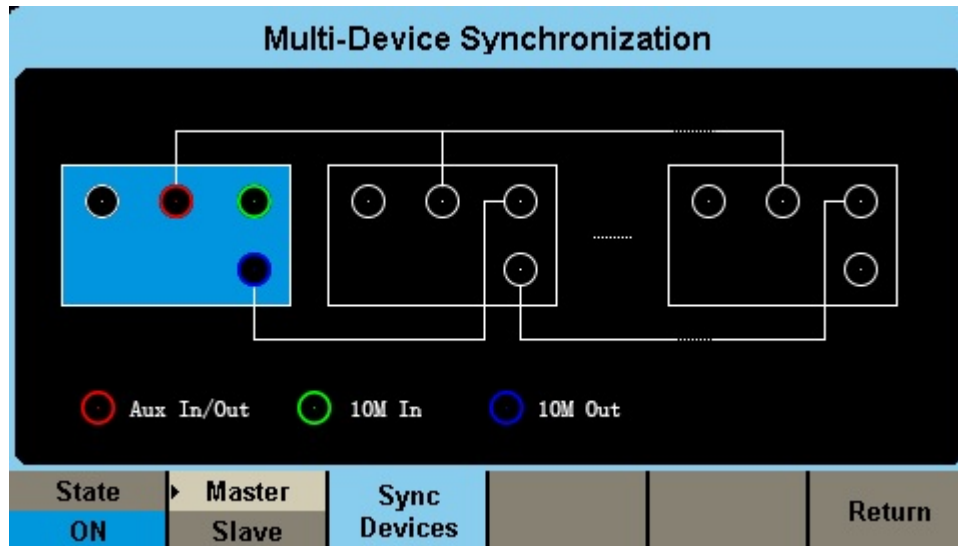 Multi-Device Synchronization
Aux In/Out 10M In 10M Out
State Master Sync Return
ON Slave Devices